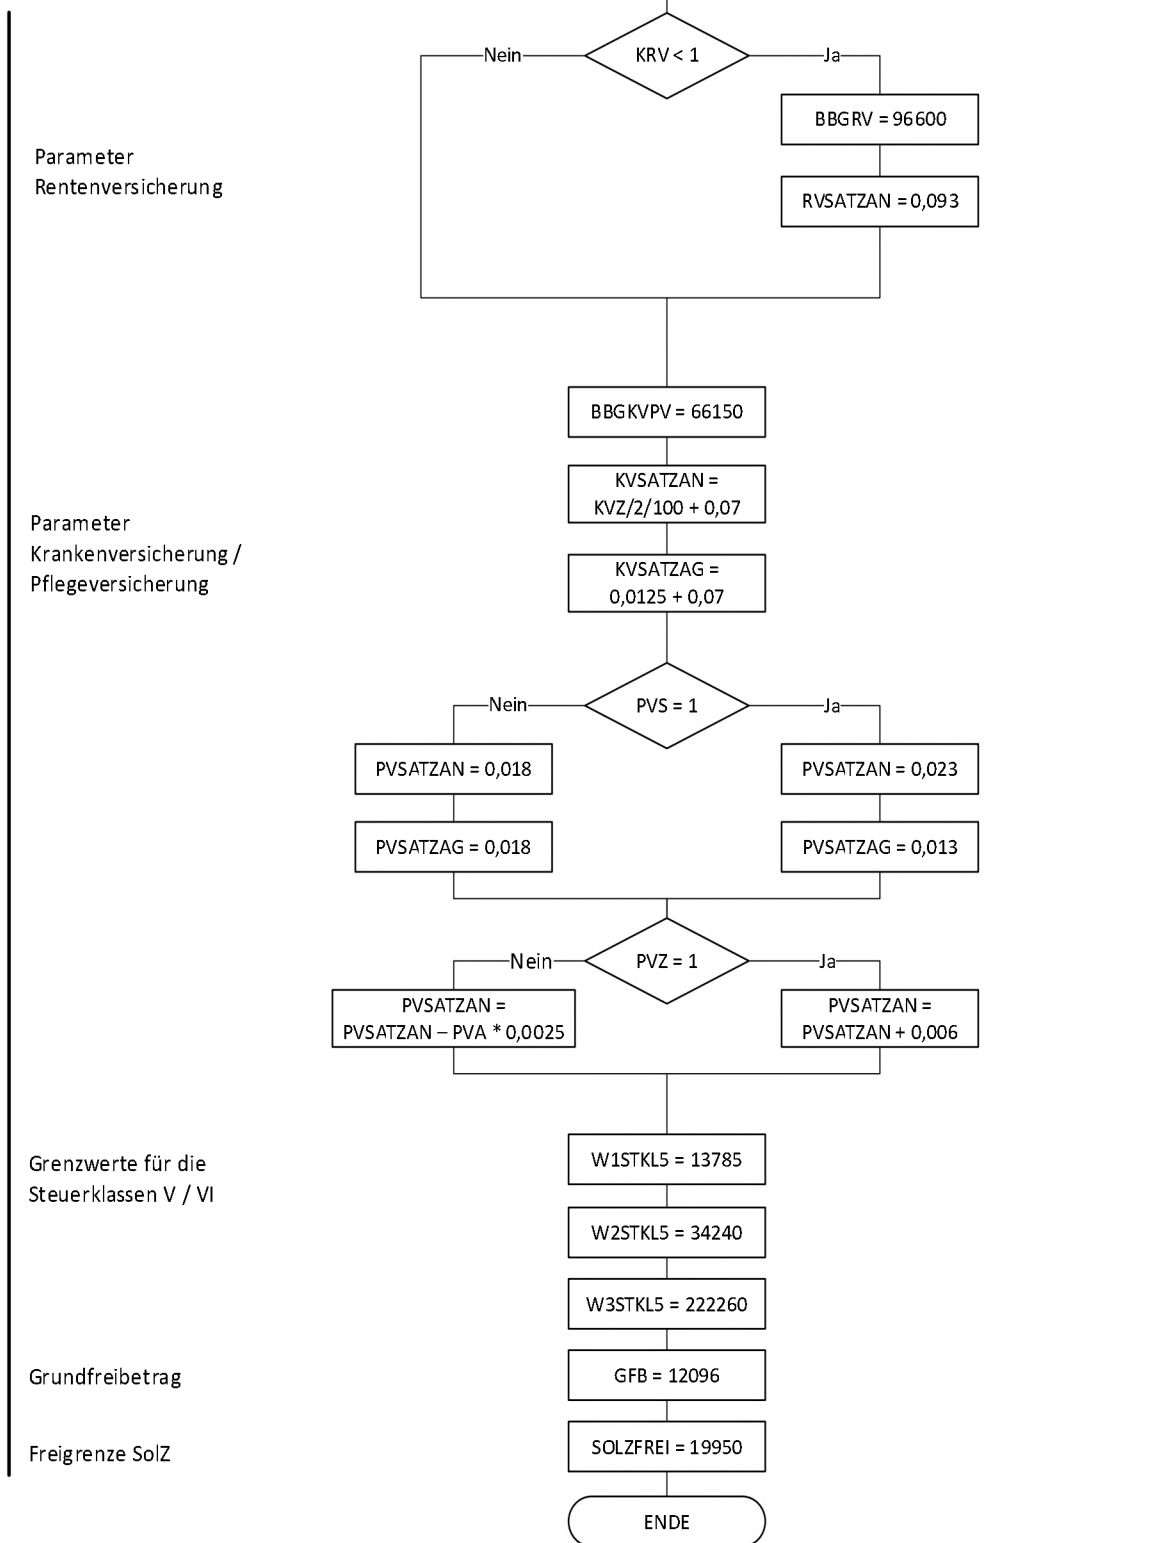 Nein
KRV < 1
Ja
BBGRV = 96600
Parameter
Rentenversicherung
RVSATZAN = 0,093
BBGKVPV = 66150
KVSATZAN =
KVZ/2/100 + 0,07
Parameter
Krankenversicherung /
Pflegeversicherung
KVSATZAG =
0,0125 + 0,07
Nein
PVS = 1
Ja
PVSATZAN = 0,018
PVSATZAN = 0,023
PVSATZAG = 0,018
PVSATZAG = 0,013
Nein
PVZ = 1
Ja
PVSATZAN =
PVSATZAN – PVA * 0,0025
PVSATZAN =
PVSATZAN + 0,006
Grenzwerte für die
Steuerklassen V / VI
W1STKL5 = 13785
W2STKL5 = 34240
W3STKL5 = 222260
Grundfreibetrag
GFB = 12096
Freigrenze SolZ
SOLZFREI = 19950
ENDE